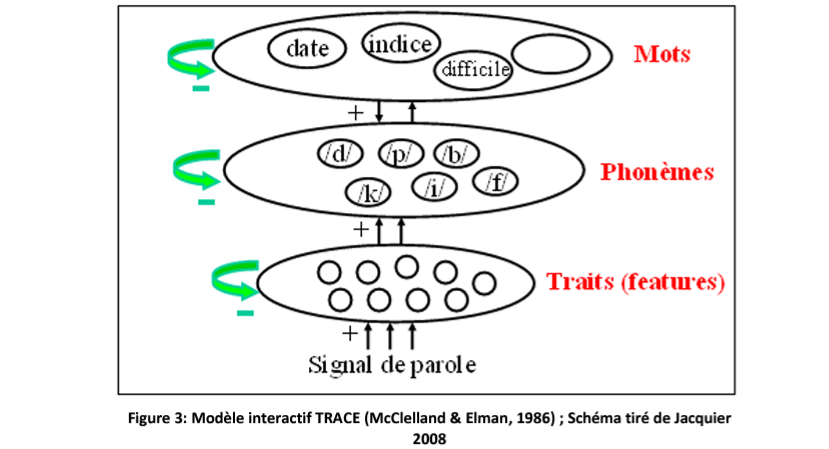 date
indice
difficile
Mots
–
+
/d/
/p/
/b/
/k/
/i/
/f/
Phonèmes
–
+
Traits (features)
–
+
Signal de parole
Figure 3: Modèle interactif TRACE (McClelland & Elman, 1986) ; Schéma tiré de Jacquier
2008